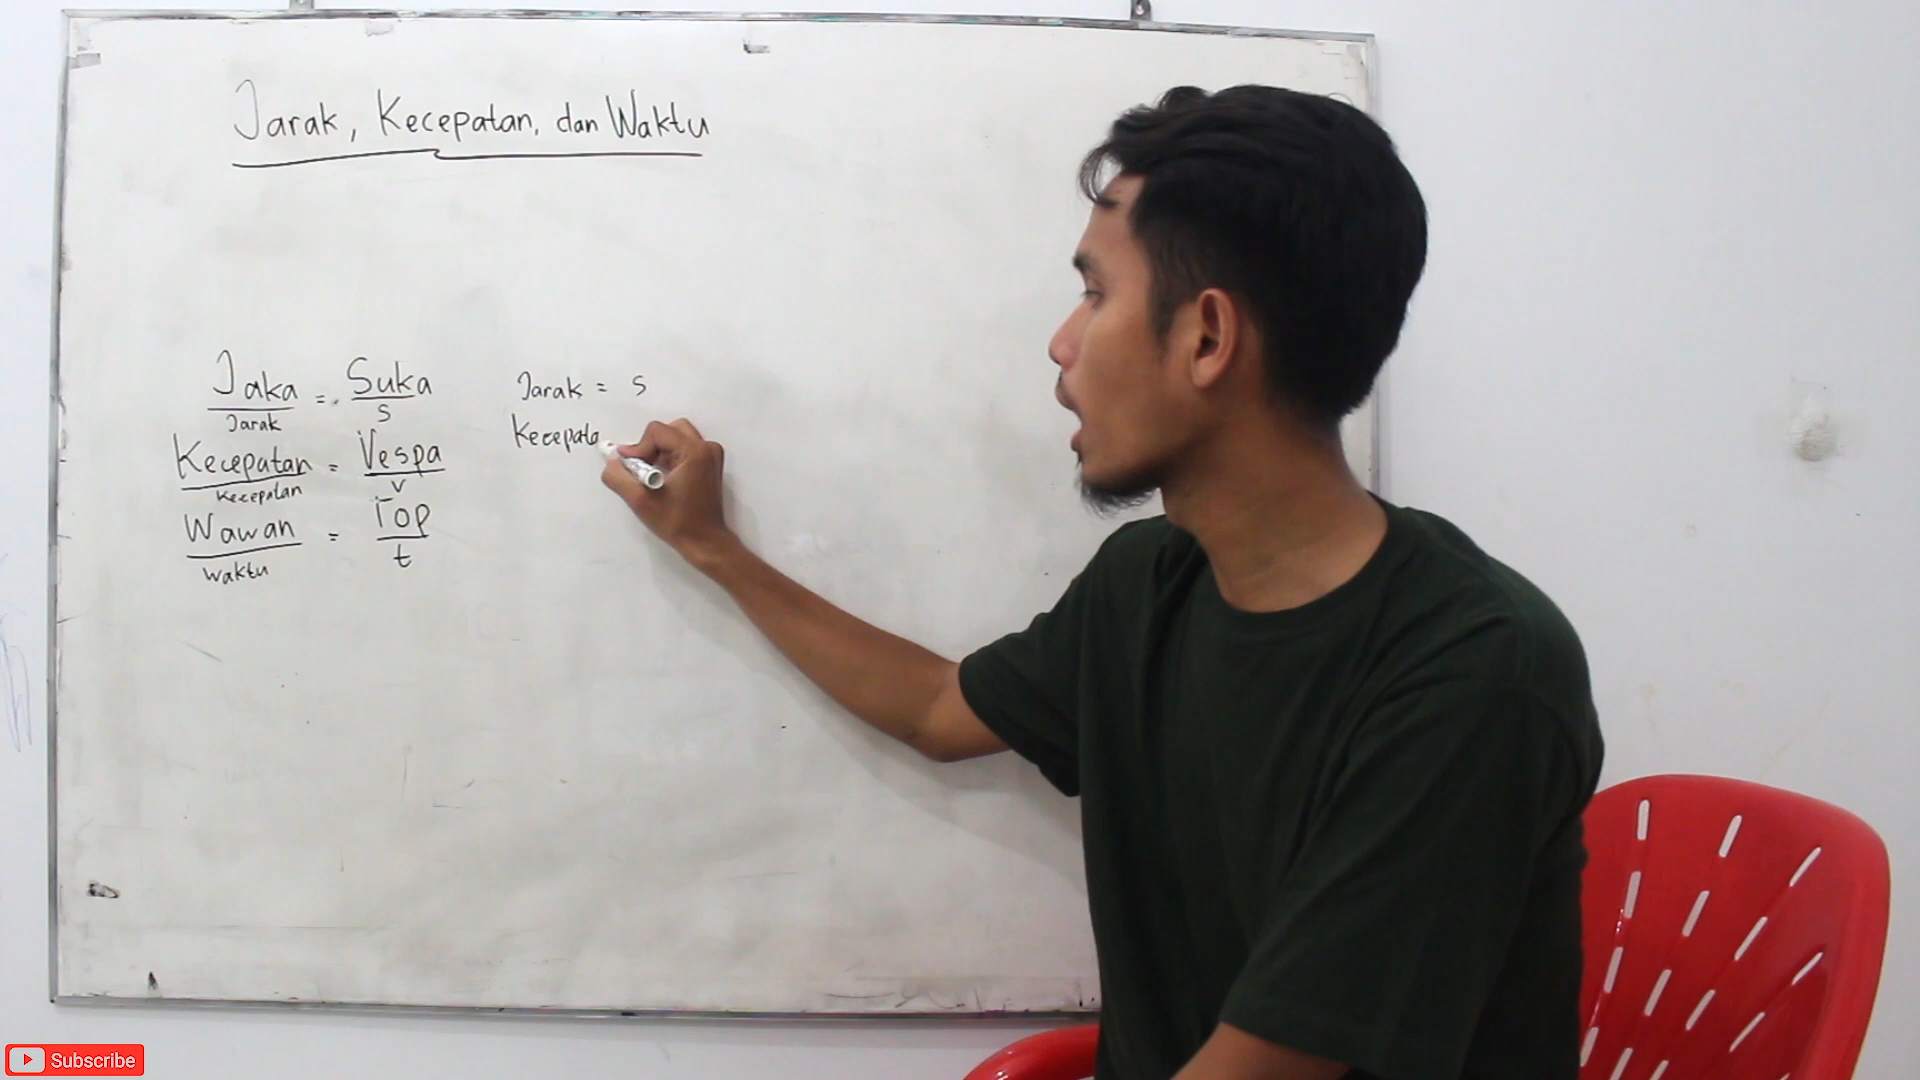 Jarak, Kecepatan, dan Waktu
Jaka = Suka
Jarak s
Kecepatan = Vespa
Kecepatan v
Wawan = Top
waktu t
Jarak = s
Kecepata
Subscribe